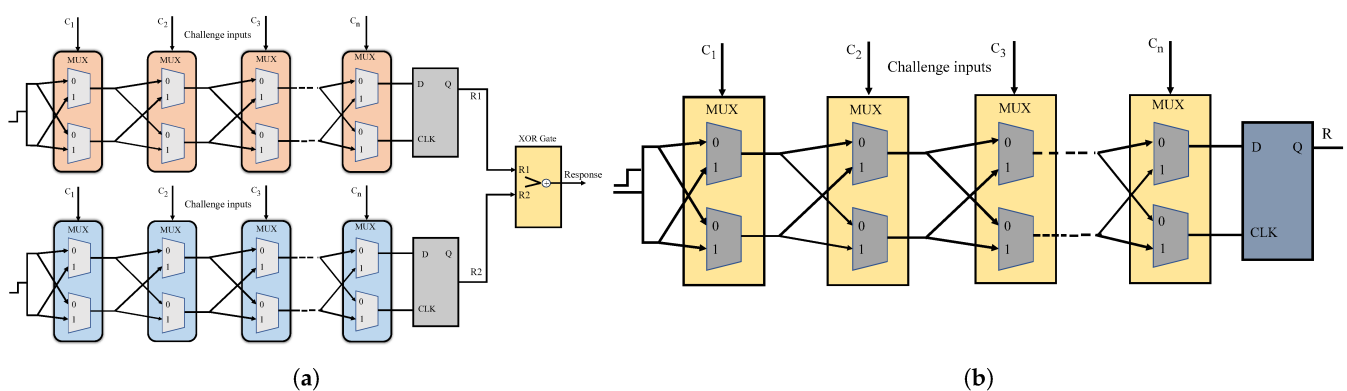 C1 C2 C3 Cn
Challenge inputs
MUX MUX MUX MUX
0 0 0 0
1 1 1 1
0 0 0 0
1 1 1 1
D Q
CLK
R1
C1 C2 C3 Cn
Challenge inputs
MUX MUX MUX MUX
0 0 0 0
1 1 1 1
0 0 0 0
1 1 1 1
D Q
CLK
R2
XOR Gate
R1
R2
Response
(a)
C1 C2 C3 Cn
Challenge inputs
MUX MUX MUX MUX
0 0 0 0
1 1 1 1
0 0 0 0
1 1 1 1
D Q
CLK
R
(b)